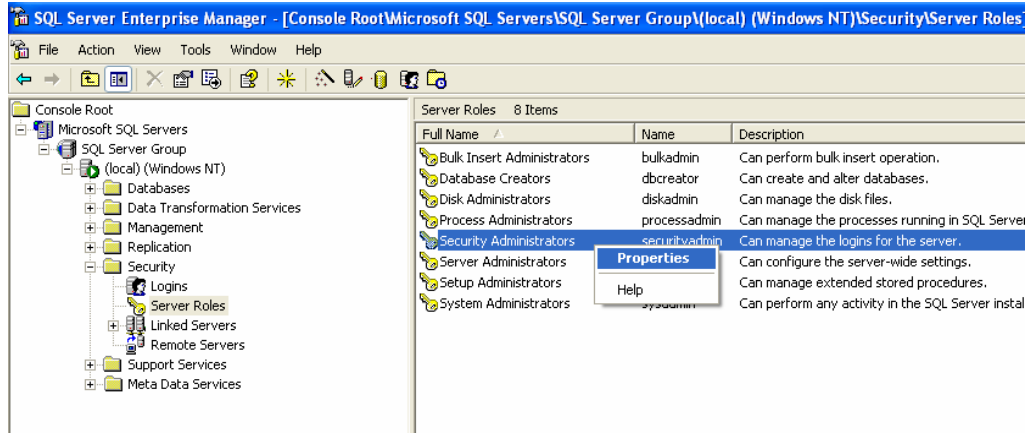 SQL Server Enterprise Manager - [Console Root\Microsoft SQL Servers\SQL Server Group\(local) (Windows NT)\Security\Server Roles]
File Action View Tools Window Help
Console Root
Microsoft SQL Servers
SQL Server Group
(local) (Windows NT)
Databases
Data Transformation Services
Management
Replication
Security
Logins
Server Roles
Linked Servers
Remote Servers
Support Services
Meta Data Services
Server Roles 8 Items
Full Name Name Description
Bulk Insert Administrators bulkadmin Can perform bulk insert operation.
Database Creators dbcreator Can create and alter databases.
Disk Administrators diskadmin Can manage the disk files.
Process Administrators processadmin Can manage the processes running in SQL Server
Security Administrators securityadmin Can manage the logins for the server.
Server Administrators Can configure the server-wide settings.
Setup Administrators Can manage extended stored procedures.
System Administrators sysadmin Can perform any activity in the SQL Server instal
Properties
Help